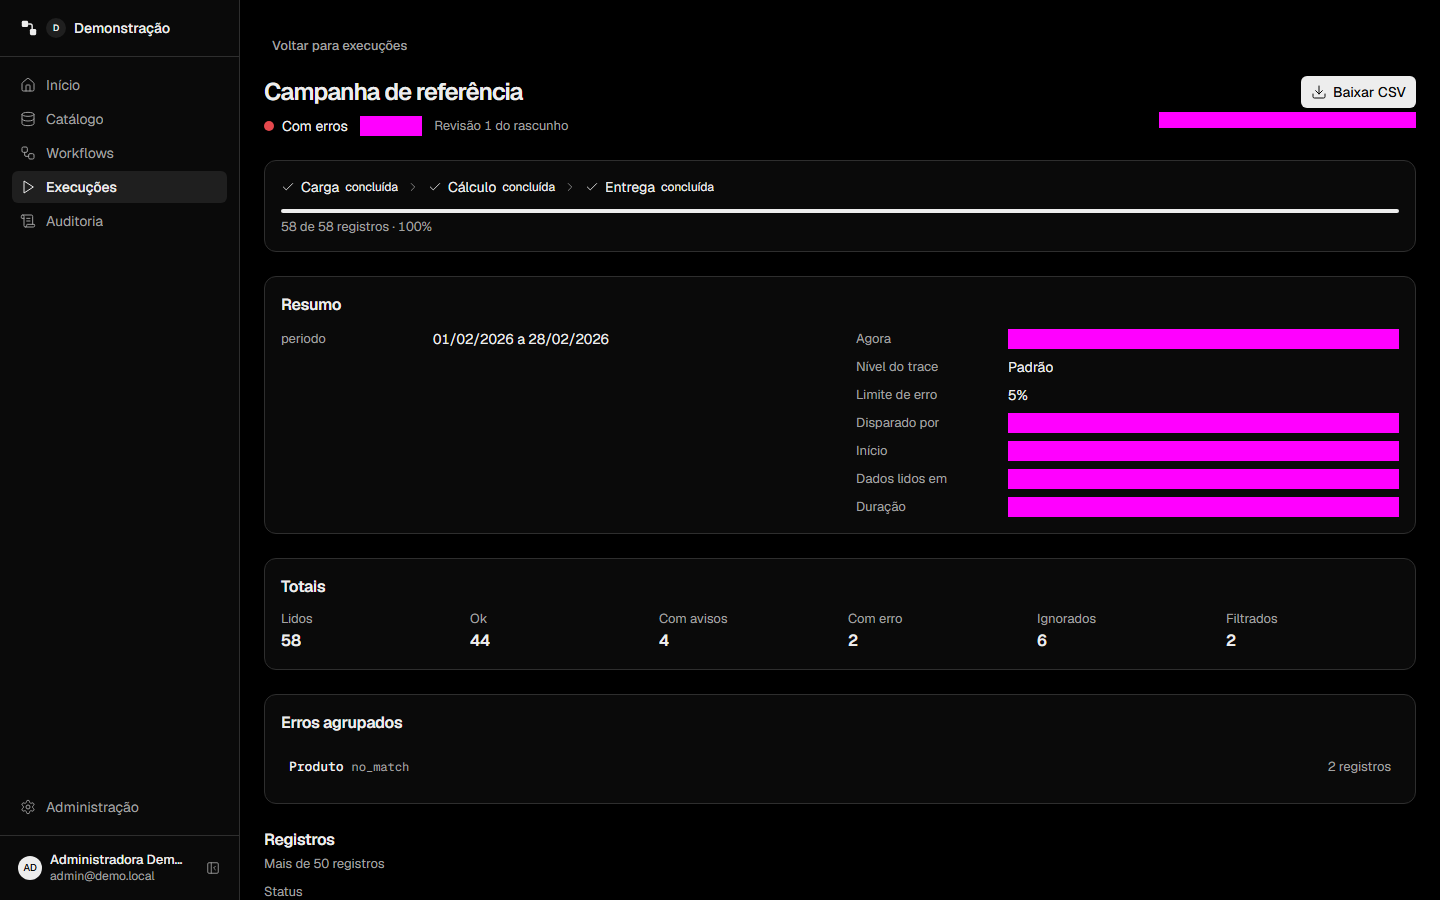 D Demonstração
Início
Catálogo
Workflows
Execuções
Auditoria
Administração
AD Administradora Dem...
admin@demo.local
Voltar para execuções
Campanha de referência
Baixar CSV
Com erros Revisão 1 do rascunho
Carga concluída Cálculo concluída Entrega concluída
58 de 58 registros · 100%
Resumo
periodo 01/02/2026 a 28/02/2026
Agora
Nível do trace Padrão
Limite de erro 5%
Disparado por
Início
Dados lidos em
Duração
Totais
Lidos Ok Com avisos Com erro Ignorados Filtrados
58 44 4 2 6 2
Erros agrupados
Produto no_match 2 registros
Registros
Mais de 50 registros
Status